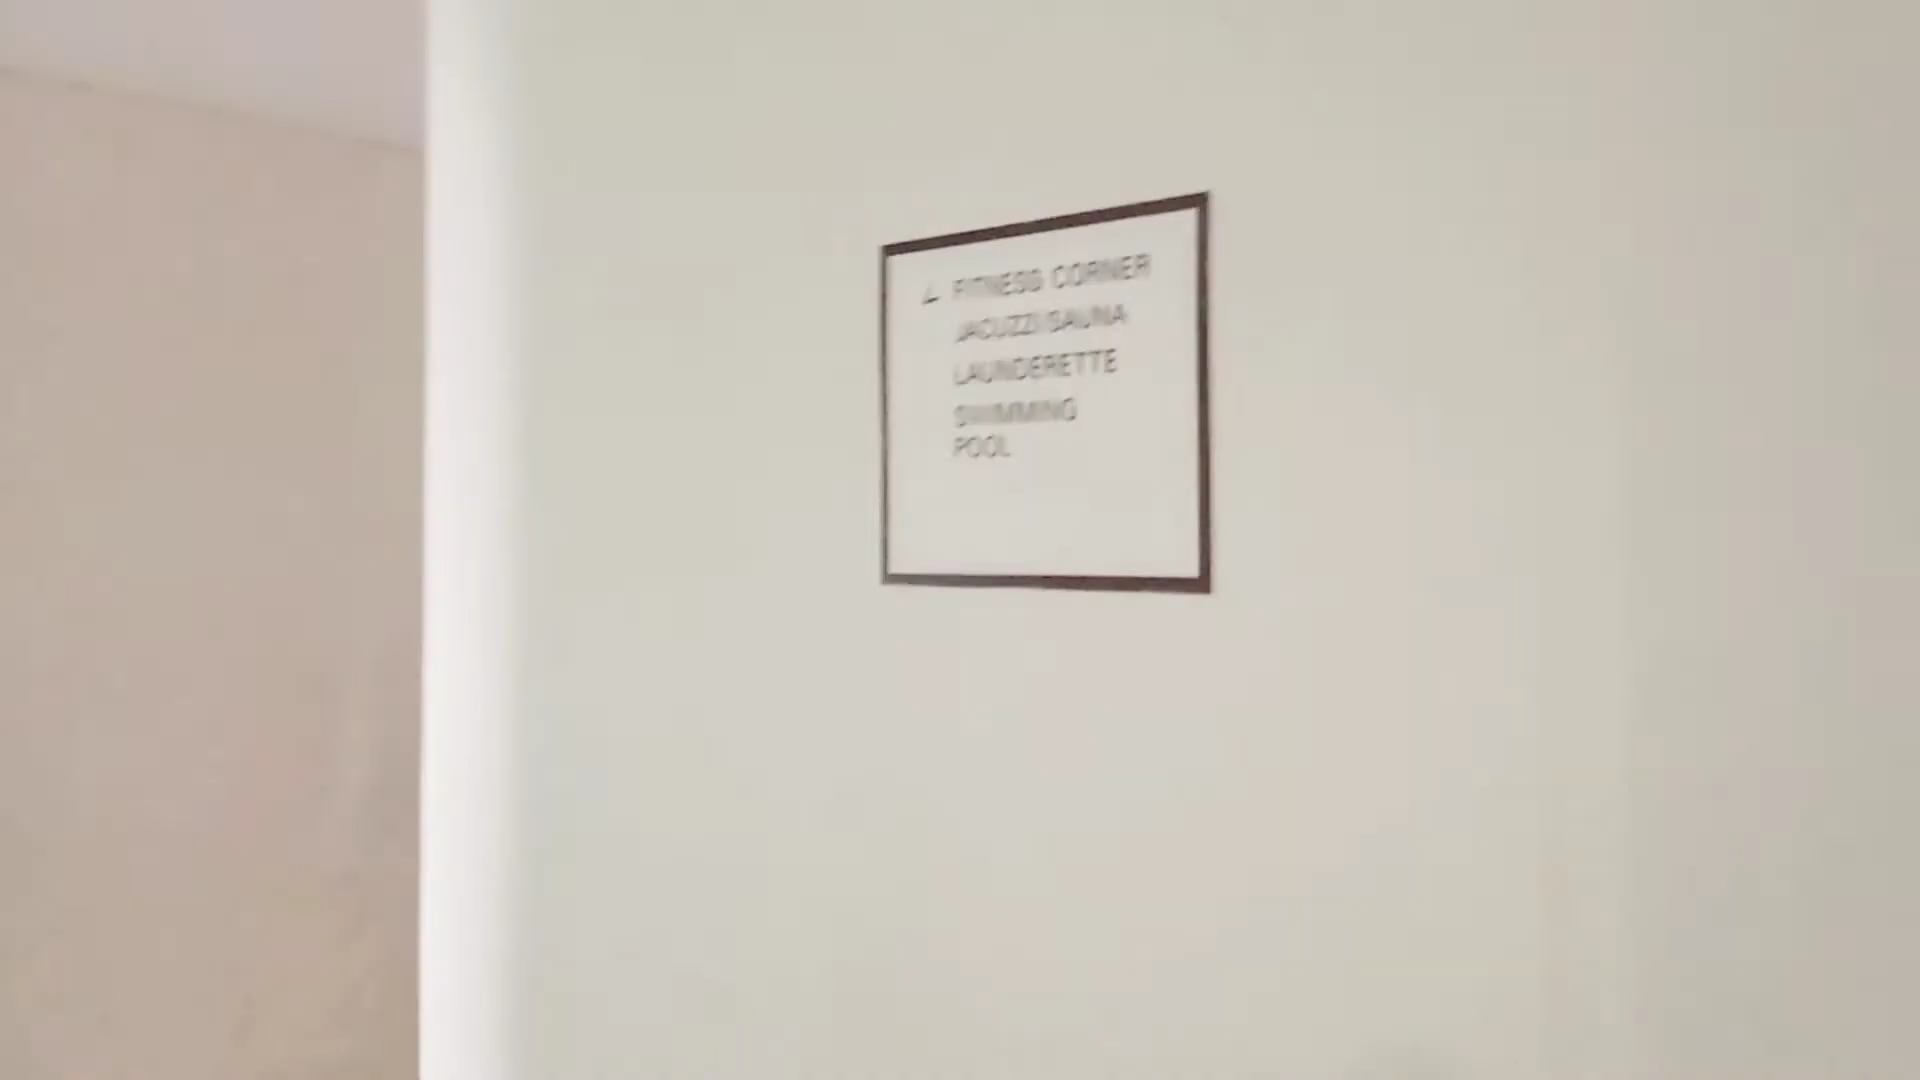 FITNESS CORNER
JACUZZI/SAUNA
LAUNDERETTE
SWIMMING
POOL